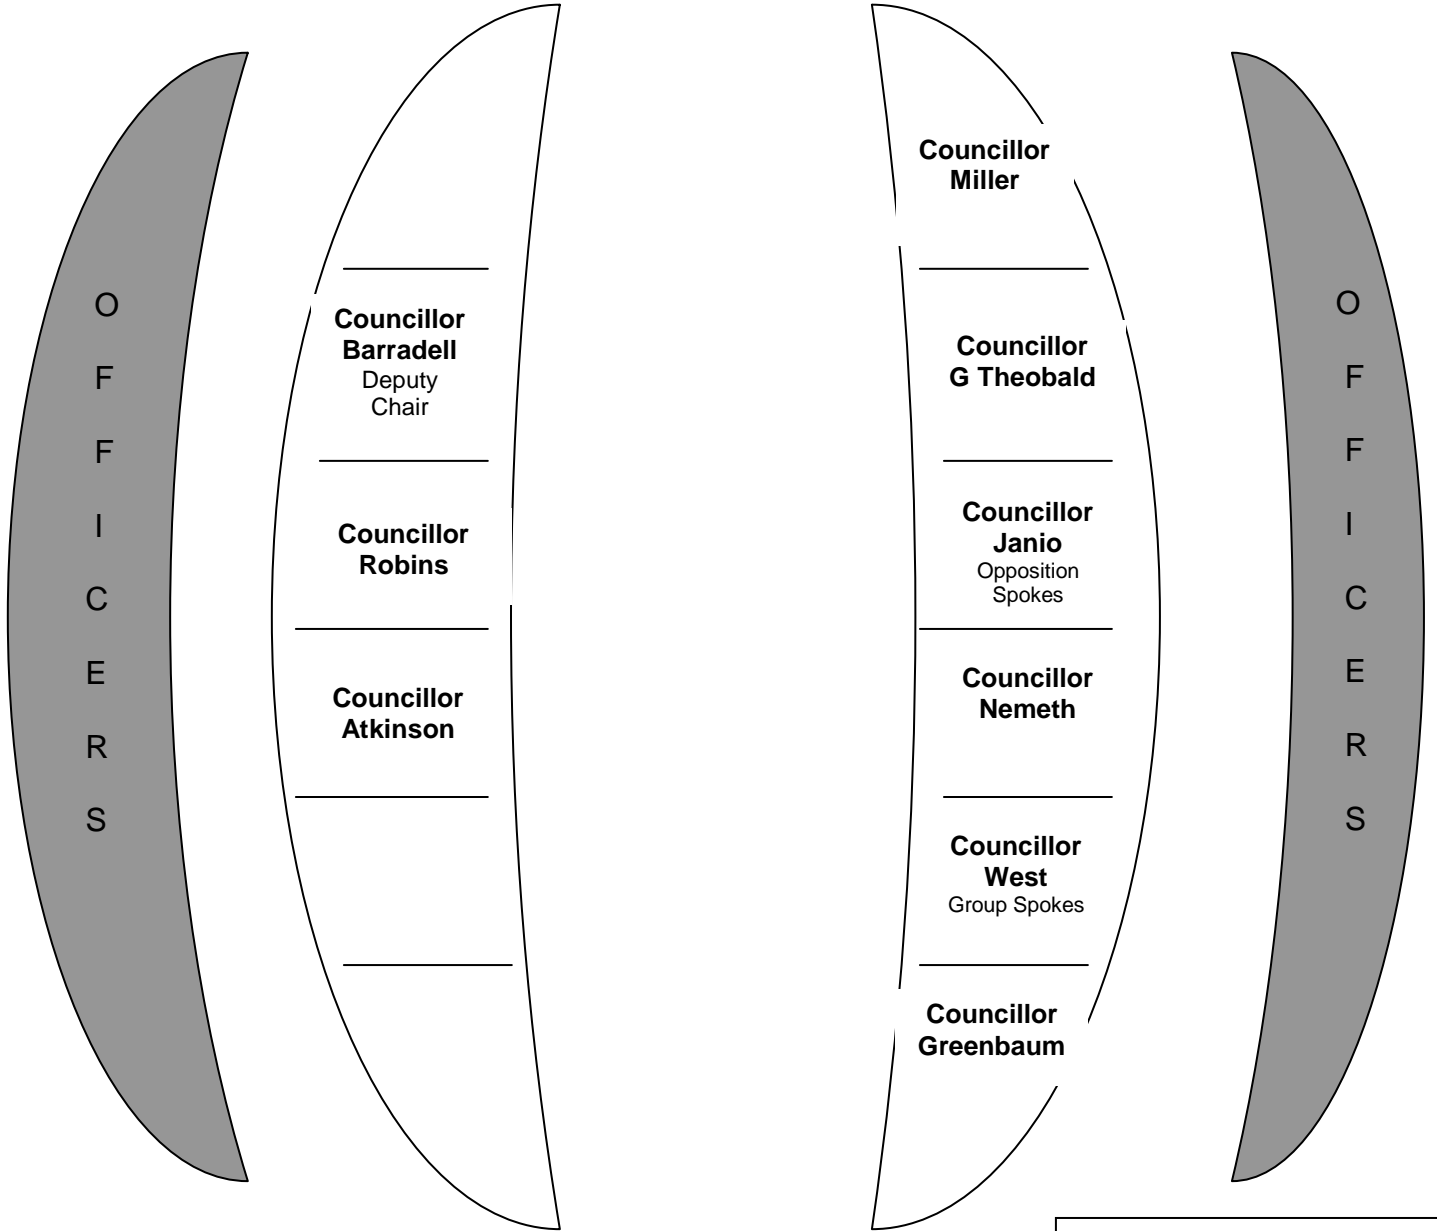 O
F
F
I
C
E
R
S
Councillor
Barradell
Deputy
Chair
Councillor
Robins
Councillor
Atkinson
Councillor
Miller
Councillor
G Theobald
Councillor
Janio
Opposition
Spokes
Councillor
Nemeth
Councillor
West
Group Spokes
Councillor
Greenbaum
O
F
F
I
C
E
R
S